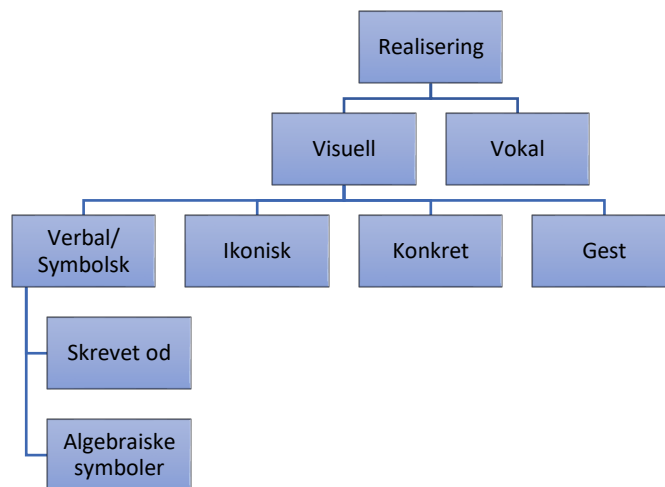 Realisering
Visuell
Vokal
Verbal/
Symbolsk
Ikonisk
Konkret
Gest
Skrevet od
Algebraiske
symboler